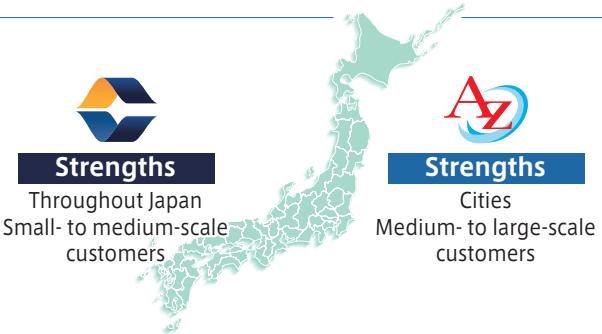 Strengths
Throughout Japan
Small- to medium-scale
customers
AZ
Strengths
Cities
Medium- to large-scale
customers